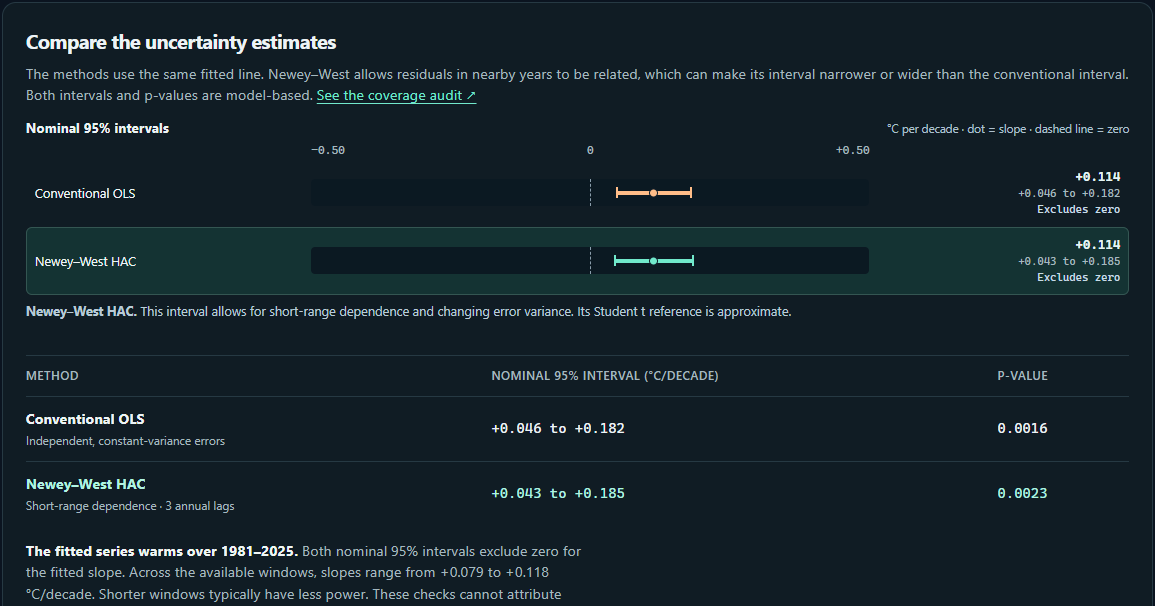 Compare the uncertainty estimates
The methods use the same fitted line. Newey–West allows residuals in nearby years to be related, which can make its interval narrower or wider than the conventional interval.
Both intervals and p-values are model-based. See the coverage audit ↗
Nominal 95% intervals
°C per decade · dot = slope · dashed line = zero
−0.50 0 +0.50
Conventional OLS
+0.114
+0.046 to +0.182
Excludes zero
Newey–West HAC
+0.114
+0.043 to +0.185
Excludes zero
Newey–West HAC. This interval allows for short-range dependence and changing error variance. Its Student t reference is approximate.
METHOD NOMINAL 95% INTERVAL (°C/DECADE) P-VALUE
Conventional OLS
Independent, constant-variance errors
+0.046 to +0.182
0.0016
Newey–West HAC
Short-range dependence · 3 annual lags
+0.043 to +0.185
0.0023
The fitted series warms over 1981–2025. Both nominal 95% intervals exclude zero for
the fitted slope. Across the available windows, slopes range from +0.079 to +0.118
°C/decade. Shorter windows typically have less power. These checks cannot attribute